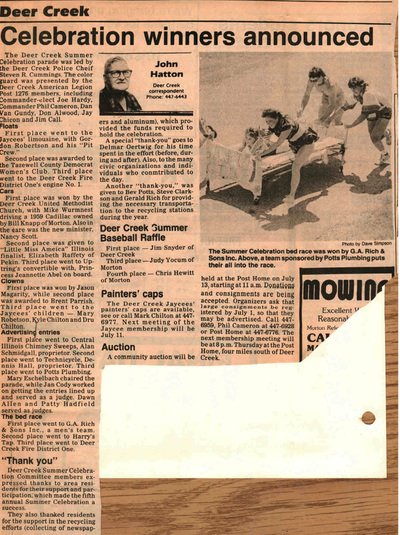 Deer Creek
Celebration winners announced
The Deer Creek Summer
Celebration parade was led by
the Deer Creek Police Cheif
Steven R. Cummings. The color
guard was presented by the
Deer Creek American Legion
Post 1276 members, including
Commander-elect Joe Hardy,
Commander Phil Cameron, Dan
Van Gundy, Don Alwood, Jay
Chioni and Jim Call.
Floats
First place went to the
Jaycees limousine, with Gor-
don Robertson and his "Pit
Crew."
Second place was awarded to
the Tazewell County Democrat
Women's Club. Third place
went to the Deer Creek Fire
District One's engine No. 1.
Cars
First place was won by the
Deer Creek United Methodist
Church, with Mike Wurmnest
driving a 1959 Cadillac owned
by Bill Knapp of Morton. Also in
the car was the new minister,
Nancy Scott.
Second place was given to
"Little Miss America" Illinois
finalist, Elizabeth Raffety of
Pekin. Third place went to Up-
tring's convertible with, Prin-
cess Jeannette Abel on board.
Clowns
First place was won by Jason
Magarity, while second place
was awarded to Brent Parrish.
Third place went to the
Jaycees' children — Mary
Robertson, Kyle Chilton and Dru
Chilton.
Advertising entries
First place went to Central
Illinois Chimney Sweeps, Alan
Schmidgall, proprietor. Second
place went to Technicycle, De-
nnis Hall, proprietor. Third
place went to Potts Plumbing.
Mary Eschelbach chaired the
parade, while Jan Cody worked
on getting the entries lined up
and served as a judge. Dawn
Allen and Patty Hadfield
served as judges.
The bed race
First place went to G.A. Rich
& Sons Inc., a men's team.
Second place went to Harry's
Tap. Third place went to Deer
Creek Fire District One.
"Thank you"
Deer Creek Summer Celebra-
tion Committee members ex-
pressed thanks to area resi-
dents for their support and par-
ticipation, which made the fifth
annual Summer Celebration a
success.
They also thanked residents
for the support in the recycling
efforts (collecting of newspap-
John
Hatton
Deer Creek
correspondent
Phone: 447-6443
ers and aluminum), which pro-
vided the funds required to
hold the celebration.
A special "thank you" goes to
Delmer Oertwig for his time
spent in the effort (before, dur-
ing and after). Also, to the many
civic organizations and indi-
viduals who contributed to
the day.
Another "thank-you," was
given to Bev Potts, Steve Clark-
son and Gerald Rich for provid-
ing the necessary transporta-
tion to the recycling stations
during the year.
Deer Creek Summer
Baseball Raffle
First place — Jim Snyder of
Deer Creek
Third place — Judy Yocum of
Morton
Fourth place — Chris Hewitt
of Morton
Painters' caps
The Deer Creek Jaycees'
painter's caps are available,
see or call Mark Chilton at 447-
6977. Next meeting of the
Jaycee membership will be
July 11.
Auction
A community auction will be
Photo by Dave Simpson
The Summer Celebration bed race was won by G.A. Rich &
Sons Inc. Above, a team sponsored by Potts Plumbing puts
their all into the race.
held at the Post Home on July
13, starting at 11 a.m. Donations
and consignments are being
accepted. Organizers ask that
large consignments be reg-
istered by July 1, so that they
may be advertised. Call 447-
6959, Phil Cameron at 447-6928
or Post Home at 447-6776. The
next membership meeting will
be at 8 p.m. Thursday at the Post
Home, four miles south of Deer
Creek.
MOWING
Excellent
Reasonal
Morton